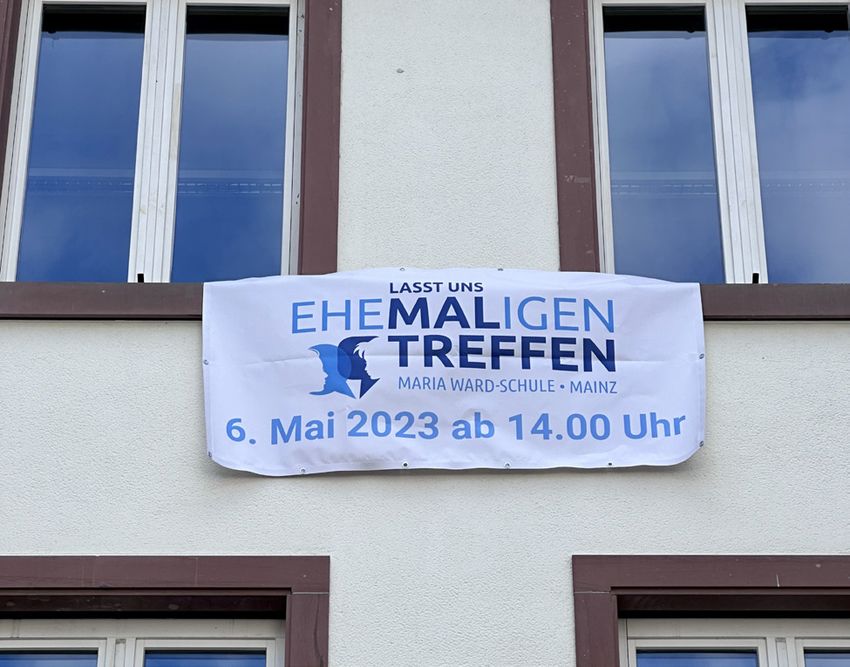 LASST UNS
EHEMALIGEN
TREFFEN
MARIA WARD-SCHULE • MAINZ
6. Mai 2023 ab 14.00 Uhr